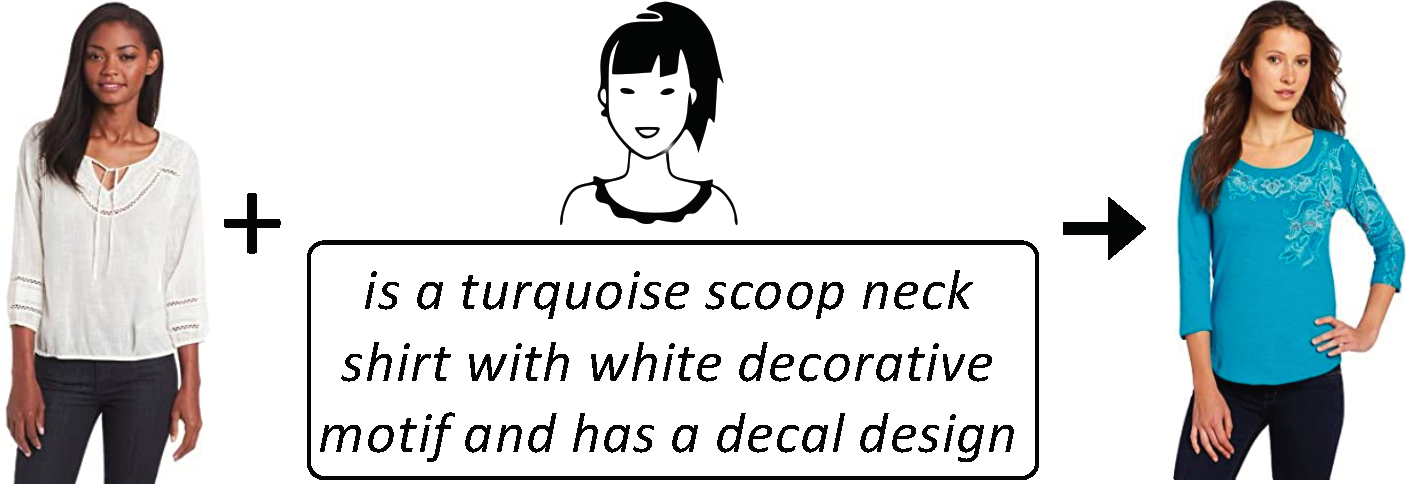 is a turquoise scoop neck
shirt with white decorative
motif and has a decal design